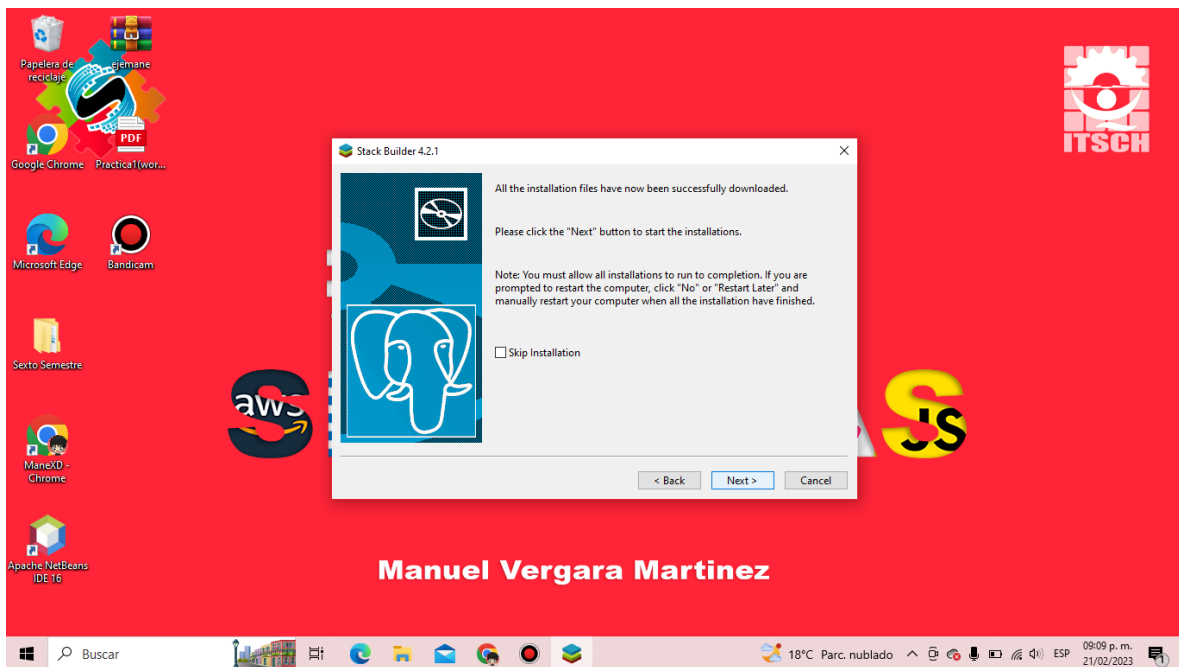 Papelera de
reciclaje
ejemane
Google Chrome
PDF
Practica1(wor...
Microsoft Edge
Bandicam
Sexto Semestre
ManeXD -
Chrome
Apache NetBeans
IDE 16
ITSCH
Stack Builder 4.2.1
All the installation files have now been successfully downloaded.
Please click the "Next" button to start the installations.
Note: You must allow all installations to run to completion. If you are
prompted to restart the computer, click "No" or "Restart Later" and
manually restart your computer when all the installation have finished.
Skip Installation
< Back
Next >
Cancel
aws
S
S
JS
Manuel Vergara Martinez
Buscar
18°C Parc. nublado
ESP
09:09 p. m.
21/02/2023
1